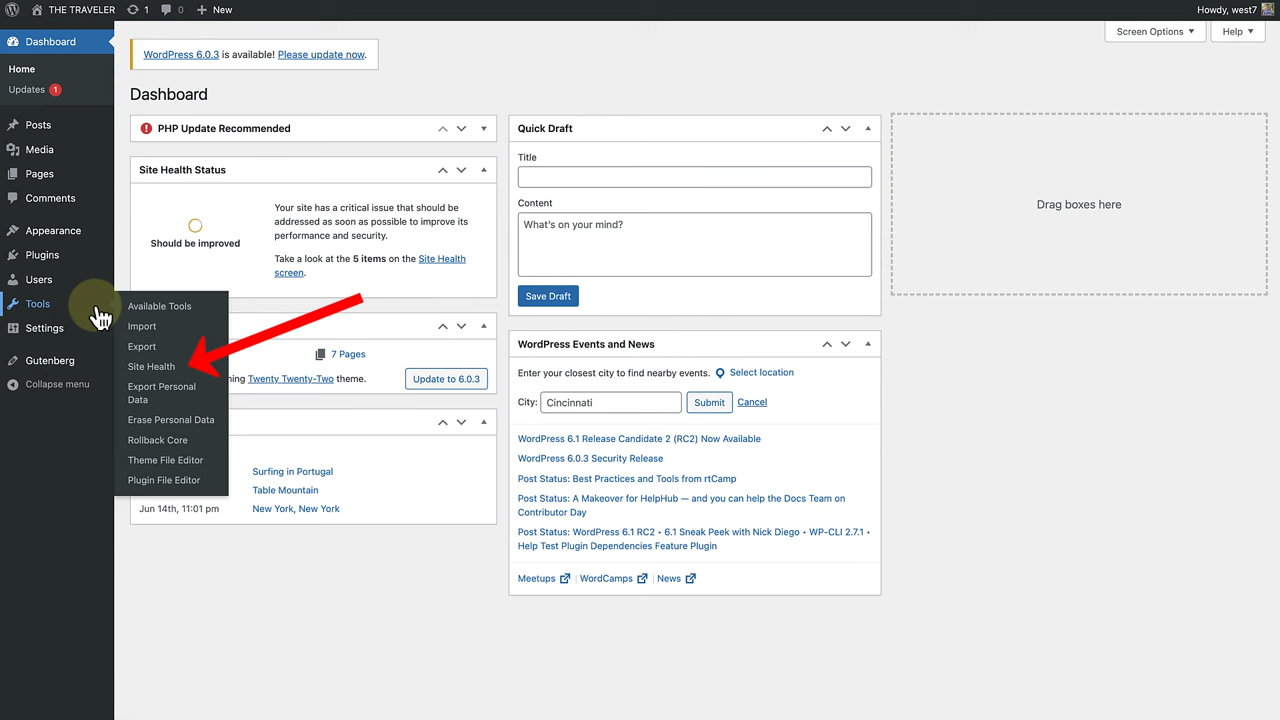 THE TRAVELER 1 0 New
Howdy, west7
Dashboard
Home
Updates 1
Posts
Media
Pages
Comments
Appearance
Plugins
Users
Tools
Settings
Gutenberg
Collapse menu
Available Tools
Import
Export
Site Health
Export Personal
Data
Erase Personal Data
Rollback Core
Theme File Editor
Plugin File Editor
Screen Options
Help
WordPress 6.0.3 is available! Please update now.
Dashboard
PHP Update Recommended
Site Health Status
Should be improved
Your site has a critical issue that should be
addressed as soon as possible to improve its
performance and security.
Take a look at the 5 items on the Site Health
screen.
7 Pages
Twenty Twenty-Two theme.
Update to 6.0.3
Surfing in Portugal
Table Mountain
Jun 14th, 11:01 pm New York, New York
Quick Draft
Title
Content
What's on your mind?
Save Draft
WordPress Events and News
Enter your closest city to find nearby events. Select location
City: Cincinnati Submit Cancel
WordPress 6.1 Release Candidate 2 (RC2) Now Available
WordPress 6.0.3 Security Release
Post Status: Best Practices and Tools from rtCamp
Post Status: A Makeover for HelpHub — and you can help the Docs Team on
Contributor Day
Post Status: WordPress 6.1 RC2 • 6.1 Sneak Peek with Nick Diego • WP-CLI 2.7.1 •
Help Test Plugin Dependencies Feature Plugin
Meetups | WordCamps | News
Drag boxes here